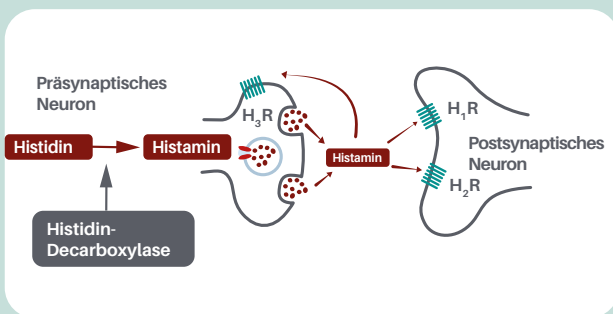 Präsynaptisches
Neuron
Histidin
Histamin
H₃R
Histamin
H₁R
Postsynaptisches
Neuron
H₂R
Histidin-
Decarboxylase